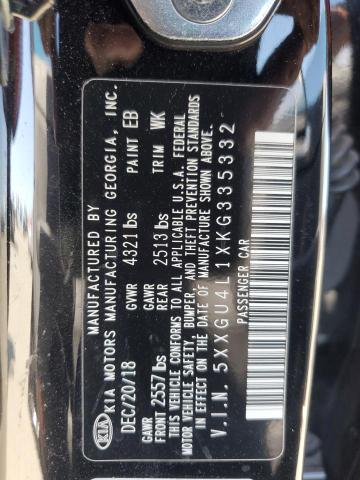 KIA
MANUFACTURED BY
KIA MOTORS MANUFACTURING GEORGIA, INC.
DEC/20/18 GVWR 4321 lbs PAINT EB
GAWR FRONT 2557 lbs GAWR REAR 2513 lbs TRIM WK
THIS VEHICLE CONFORMS TO ALL APPLICABLE U.S.A. FEDERAL
MOTOR VEHICLE SAFETY, BUMPER, AND THEFT PREVENTION STANDARDS
IN EFFECT ON THE DATE OF MANUFACTURE SHOWN ABOVE.
V.I.N. 5XXGU4L1XKG335332
PASSENGER CAR